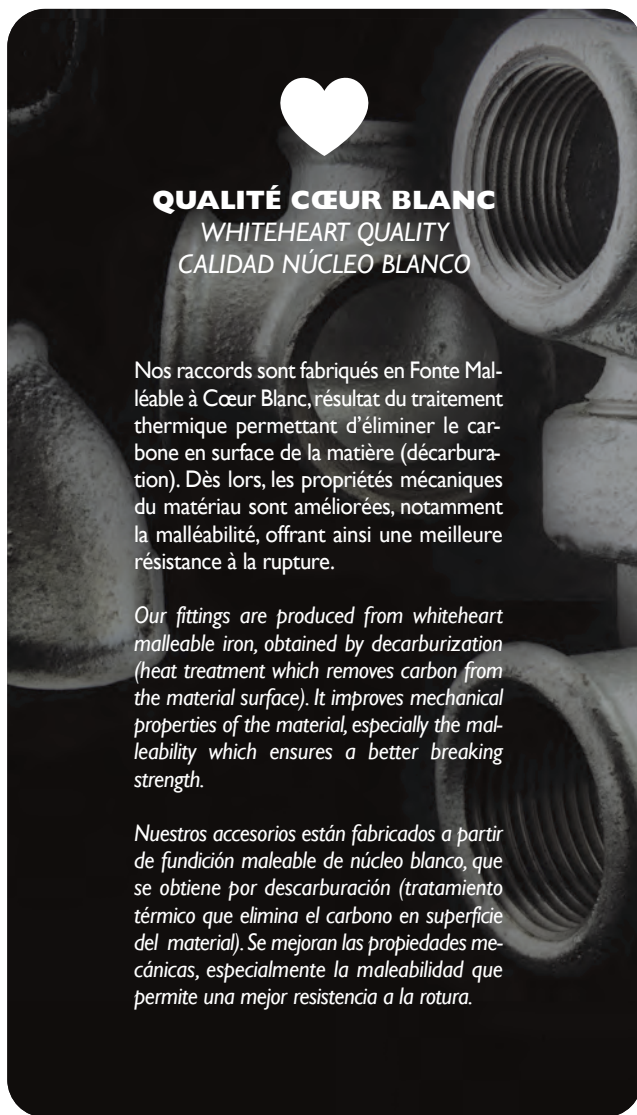 QUALITÉ CŒUR BLANC
WHITEHEART QUALITY
CALIDAD NÚCLEO BLANCO
Nos raccords sont fabriqués en Fonte Mal-
léable à Cœur Blanc, résultat du traitement
thermique permettant d’éliminer le car-
bone en surface de la matière (décarbura-
tion). Dès lors, les propriétés mécaniques
du matériau sont améliorées, notamment
la malléabilité, offrant ainsi une meilleure
résistance à la rupture.
Our fittings are produced from whiteheart
malleable iron, obtained by decarburization
(heat treatment which removes carbon from
the material surface). It improves mechanical
properties of the material, especially the mal-
leability which ensures a better breaking
strength.
Nuestros accesorios están fabricados a partir
de fundición maleable de núcleo blanco, que
se obtiene por descarburación (tratamiento
térmico que elimina el carbono en superficie
del material). Se mejoran las propiedades me-
cánicas, especialmente la maleabilidad que
permite una mejor resistencia a la rotura.